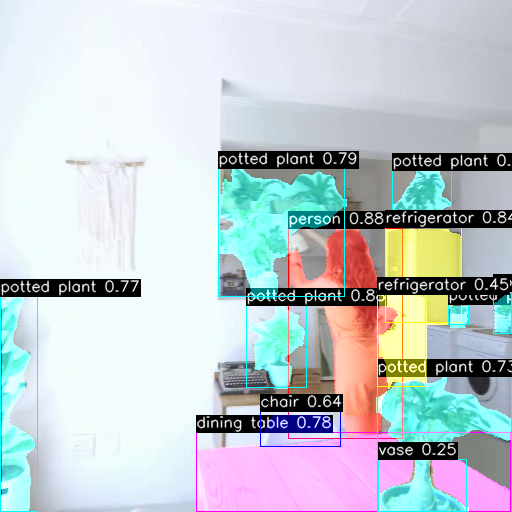 potted plant 0.79
potted plant 0.
person 0.88
refrigerator 0.84
potted plant 0.77
refrigerator 0.45
potted plant 0.8
potted p
potted plant 0.73
chair 0.64
dining table 0.78
vase 0.25